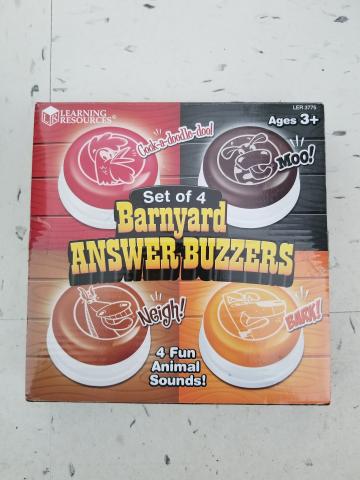 LEARNING
RESOURCES®
LER 3775
Ages 3+
Cock-a-doodle-doo!
MOO!
Set of 4
Barnyard
ANSWER BUZZERS
Neigh!
BARK!
4 Fun
Animal
Sounds!